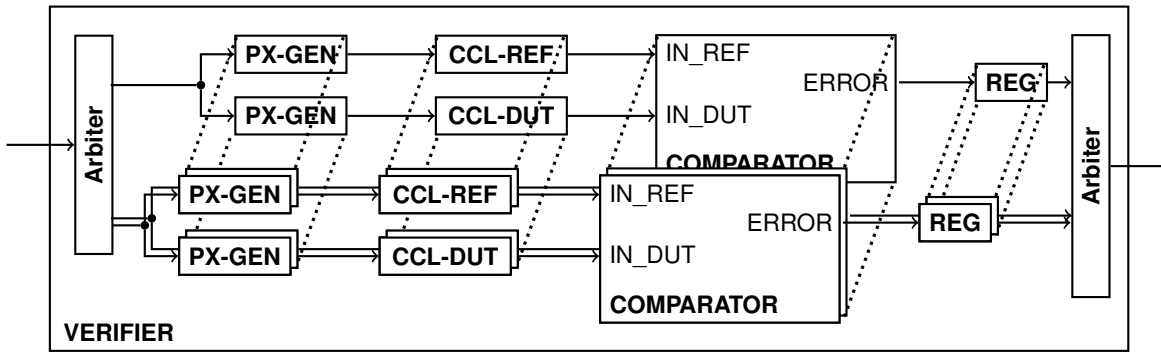 Arbiter
PX-GEN
CCL-REF
IN_REF
ERROR
REG
PX-GEN
CCL-DUT
IN_DUT
COMPARATOR
Arbiter
PX-GEN
CCL-REF
IN_REF
ERROR
REG
PX-GEN
CCL-DUT
IN_DUT
COMPARATOR
VERIFIER